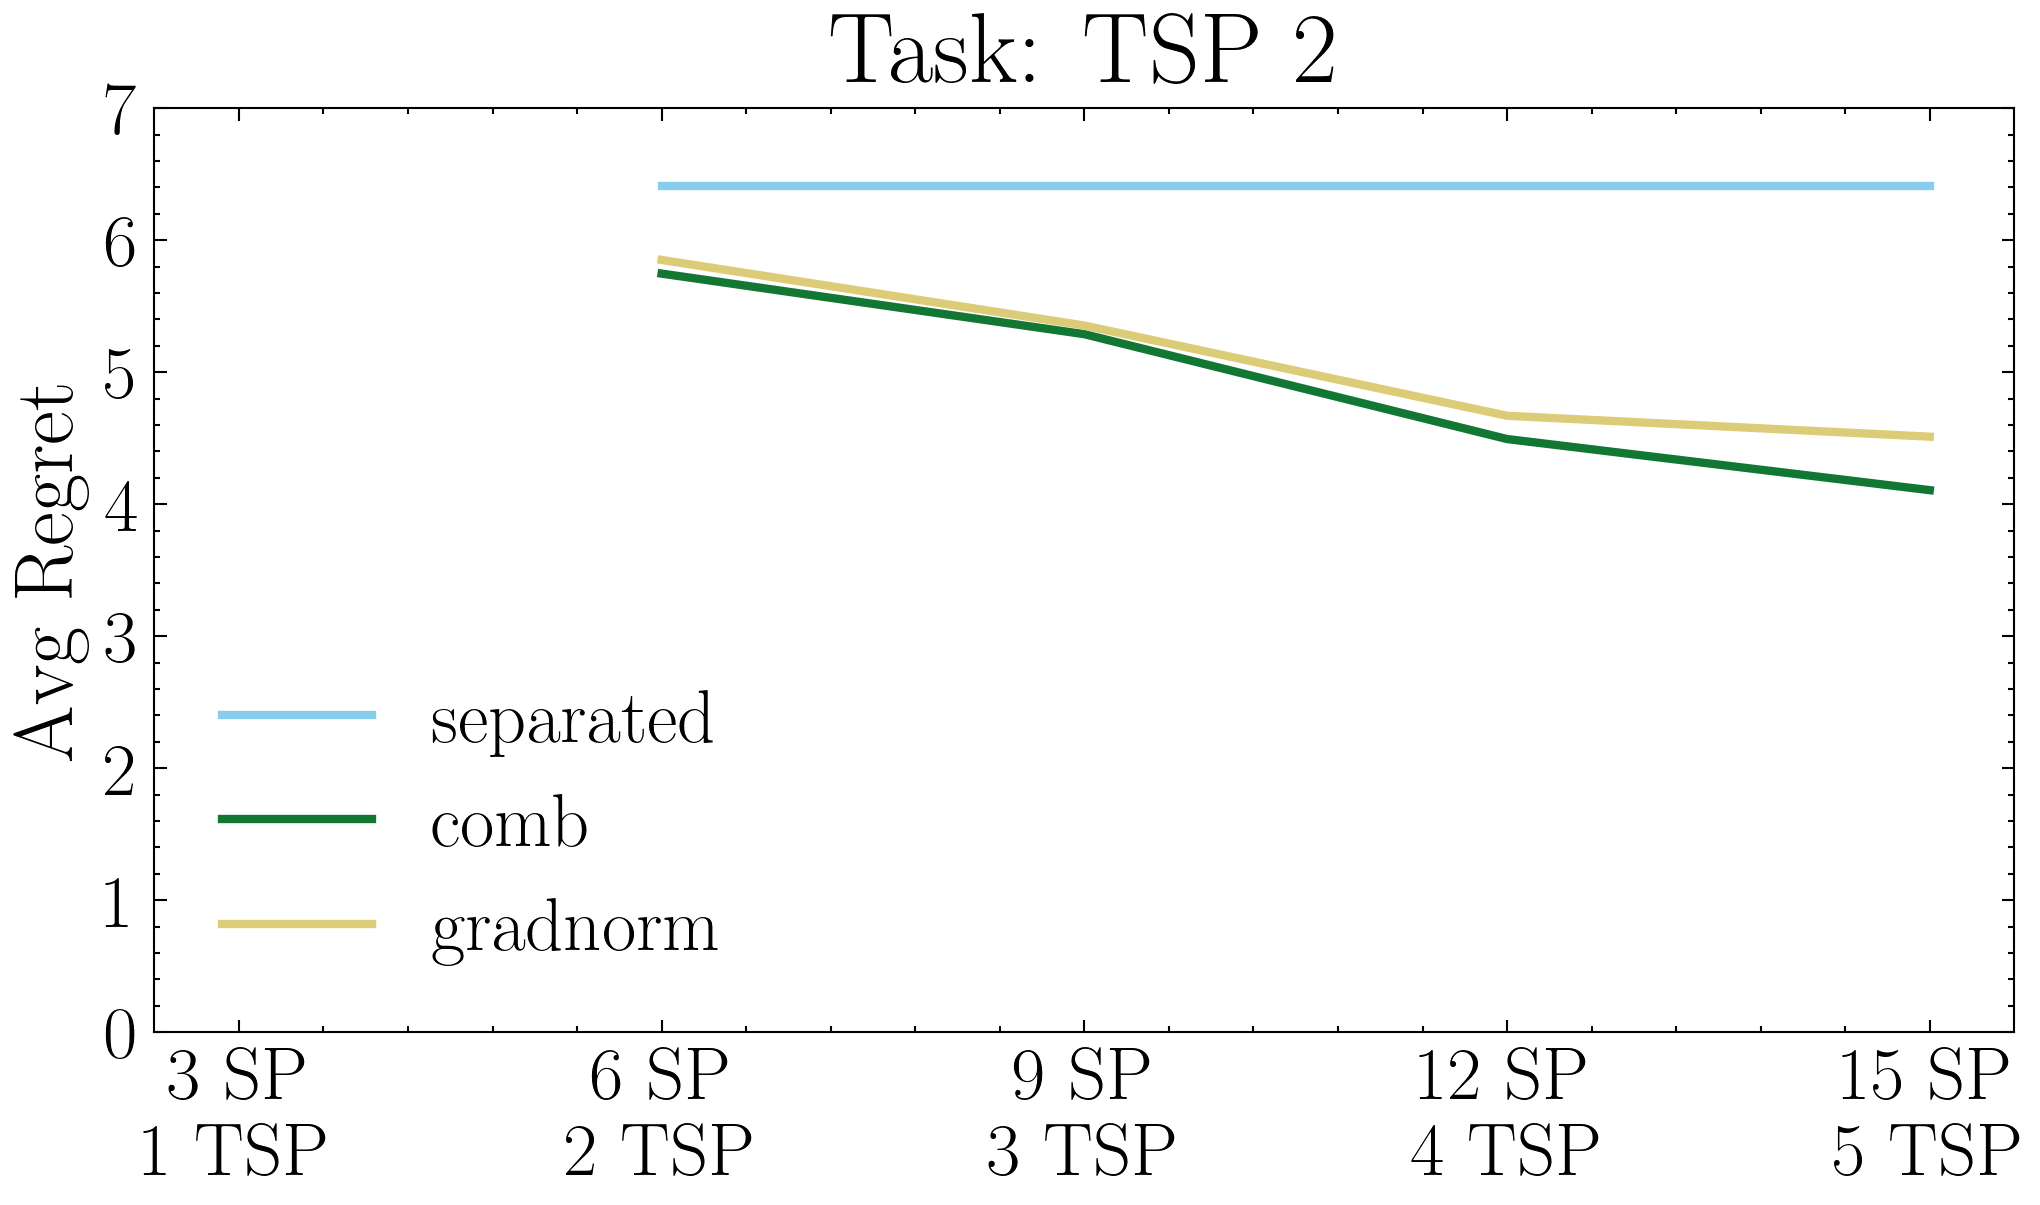 Task: TSP 2
Avg Regret
7
6
5
4
3
2
1
0
separated
comb
gradnorm
3 SP 6 SP 9 SP 12 SP 15 SP
1 TSP 2 TSP 3 TSP 4 TSP 5 TSP